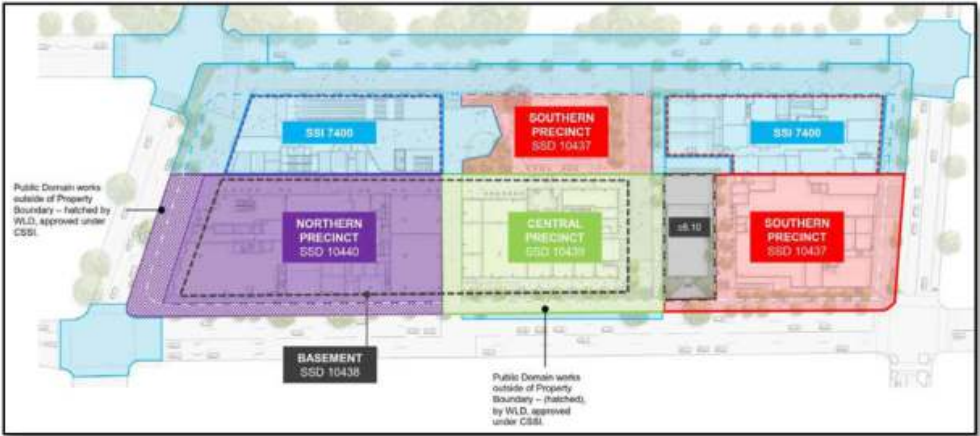 SSI 7400
SOUTHERN
PRECINCT
SSD 10437
SSI 7400
Public Domain works
outside of Property
Boundary – hatched by
WLD, approved under
CSSI.
NORTHERN
PRECINCT
SSD 10440
CENTRAL
PRECINCT
SSD 10439
s6.10
SOUTHERN
PRECINCT
SSD 10437
BASEMENT
SSD 10438
Public Domain works
outside of Property
Boundary – (hatched),
by WLD, approved
under CSSI.